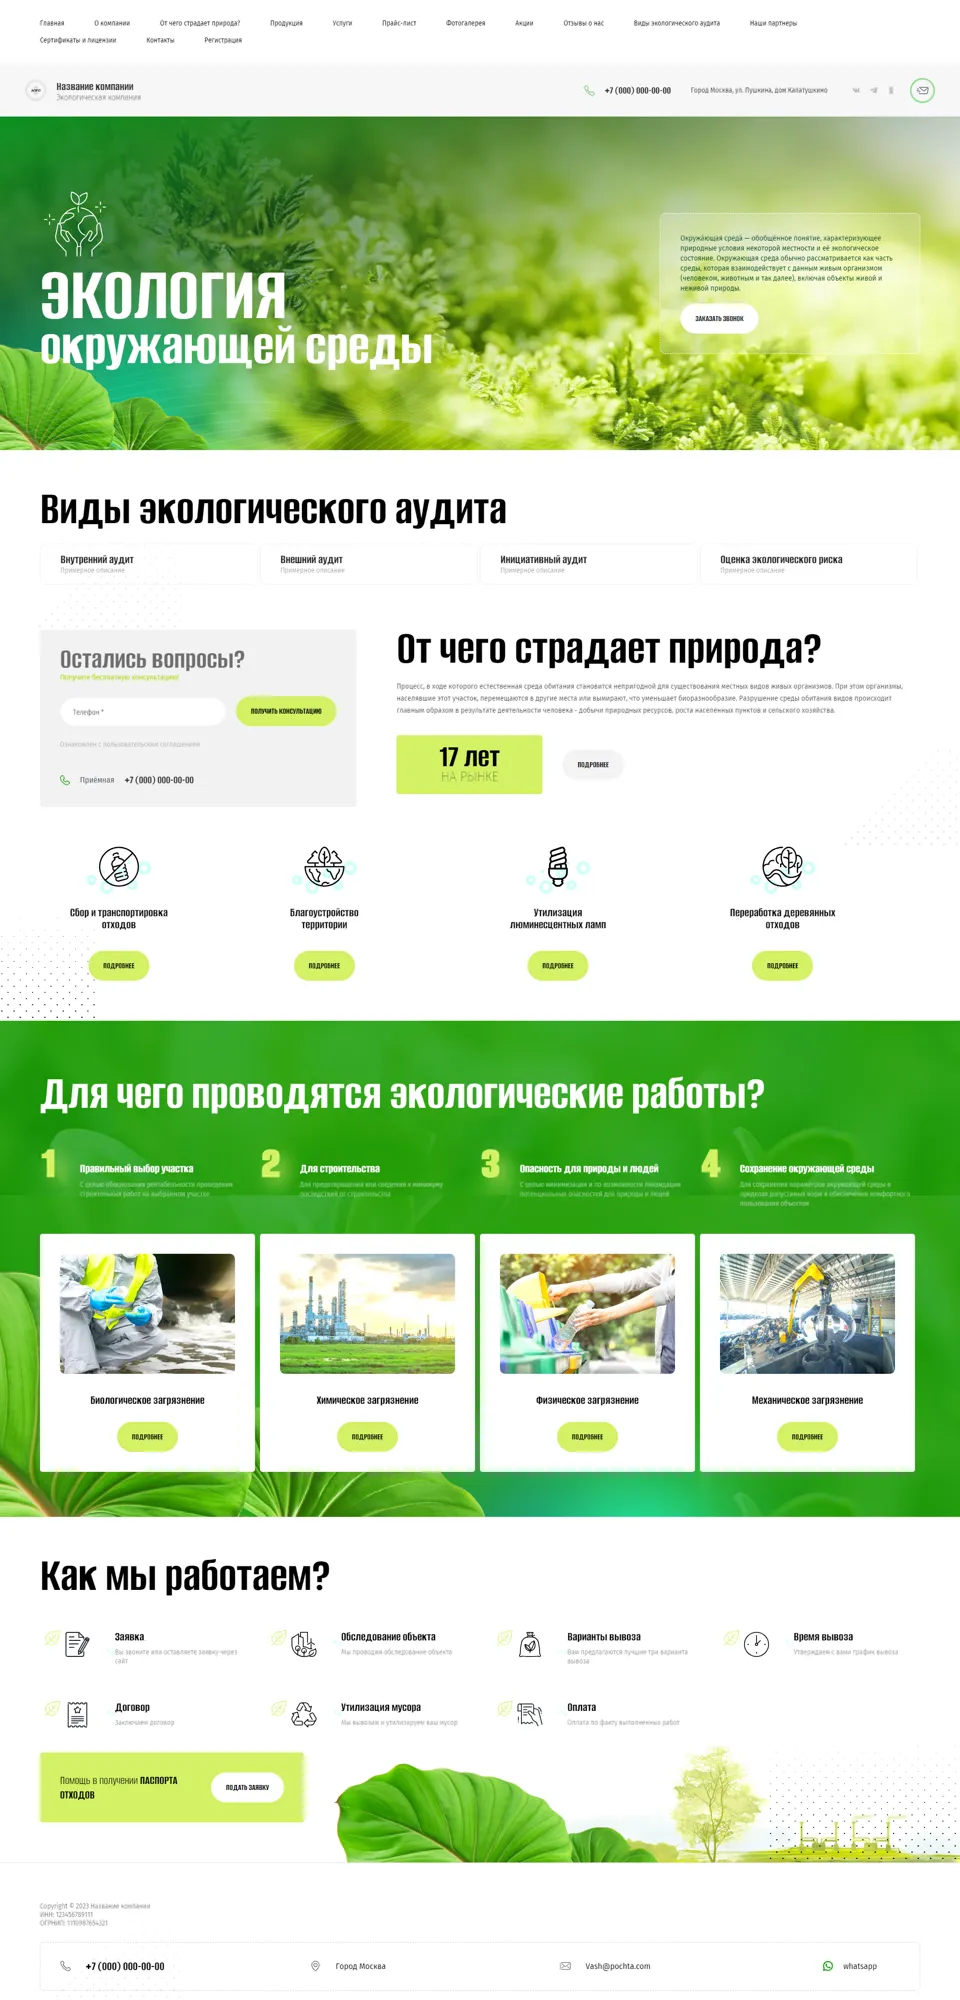 Главная
О компании
От чего страдает природа?
Продукция
Услуги
Прайс-лист
Фотогалерея
Акции
Отзывы о нас
Виды экологического аудита
Наши партнеры
Сертификаты и лицензии
Контакты
Регистрация
Название компании
Экологическая компания
+7 (000) 000-00-00
Город Москва, ул. Пушкина, дом Капатушкино
ЭКОЛОГИЯ
окружающей среды
Окружа́ющая среда́ — обобщённое понятие, характеризующее
природные условия некоторой местности и её экологическое
состояние. Окружающая среда обычно рассматривается как часть
среды, которая взаимодействует с данным живым организмом
(человеком, животным и так далее), включая объекты живой и
неживой природы.
ЗАКАЗАТЬ ЗВОНОК
Виды экологического аудита
Внутренний аудит
Примерное описание
Внешний аудит
Примерное описание
Инициативный аудит
Примерное описание
Оценка экологического риска
Примерное описание
Остались вопросы?
Получите бесплатную консультацию!
Телефон *
ПОЛУЧИТЬ КОНСУЛЬТАЦИЮ
Ознакомлен с пользовательским соглашением
Приёмная +7 (000) 000-00-00
От чего страдает природа?
Процесс, в ходе которого естественная среда обитания становится непригодной для существования местных видов живых организмов. При этом организмы,
населявшие этот участок, перемещаются в другие места или вымирают, что уменьшает биоразнообразие. Разрушение среды обитания видов происходит
главным образом в результате деятельности человека - добычи природных ресурсов, роста населённых пунктов и сельского хозяйства.
17 лет
НА РЫНКЕ
ПОДРОБНЕЕ
Сбор и транспортировка
отходов
ПОДРОБНЕЕ
Благоустройство
территории
ПОДРОБНЕЕ
Утилизация
люминесцентных ламп
ПОДРОБНЕЕ
Переработка деревянных
отходов
ПОДРОБНЕЕ
Для чего проводятся экологические работы?
1
Правильный выбор участка
С целью обоснования рентабельности проведения
строительных работ на выбранном участке
2
Для строительства
Для предотвращения или сведения к минимуму
последствий от строительства
3
Опасность для природы и людей
С целью минимизации и по возможности ликвидации
потенциальных опасностей для природы и людей
4
Сохранение окружающей среды
Для сохранения параметров окружающей среды в
пределах допустимых норм и обеспечения комфортного
пользования объектом
Биологическое загрязнение
ПОДРОБНЕЕ
Химическое загрязнение
ПОДРОБНЕЕ
Физическое загрязнение
ПОДРОБНЕЕ
Механическое загрязнение
ПОДРОБНЕЕ
Как мы работаем?
Заявка
Вы звоните или оставляете заявку через
сайт
Обследование объекта
Мы проводим обследование объекта
Варианты вывоза
Вам предлагаются лучшие три варианта
вывоза
Время вывоза
Утверждаем с вами график вывоза
Договор
Заключаем договор
Утилизация мусора
Мы вывозим и утилизируем ваш мусор
Оплата
Оплата по факту выполненных работ
Помощь в получении ПАСПОРТА
ОТХОДОВ
ПОДАТЬ ЗАЯВКУ
Copyright © 2023 Название компании
ИНН: 123456789111
ОГРНИП: 1110987654321
+7 (000) 000-00-00
Город Москва
Vash@pochta.com
whatsapp